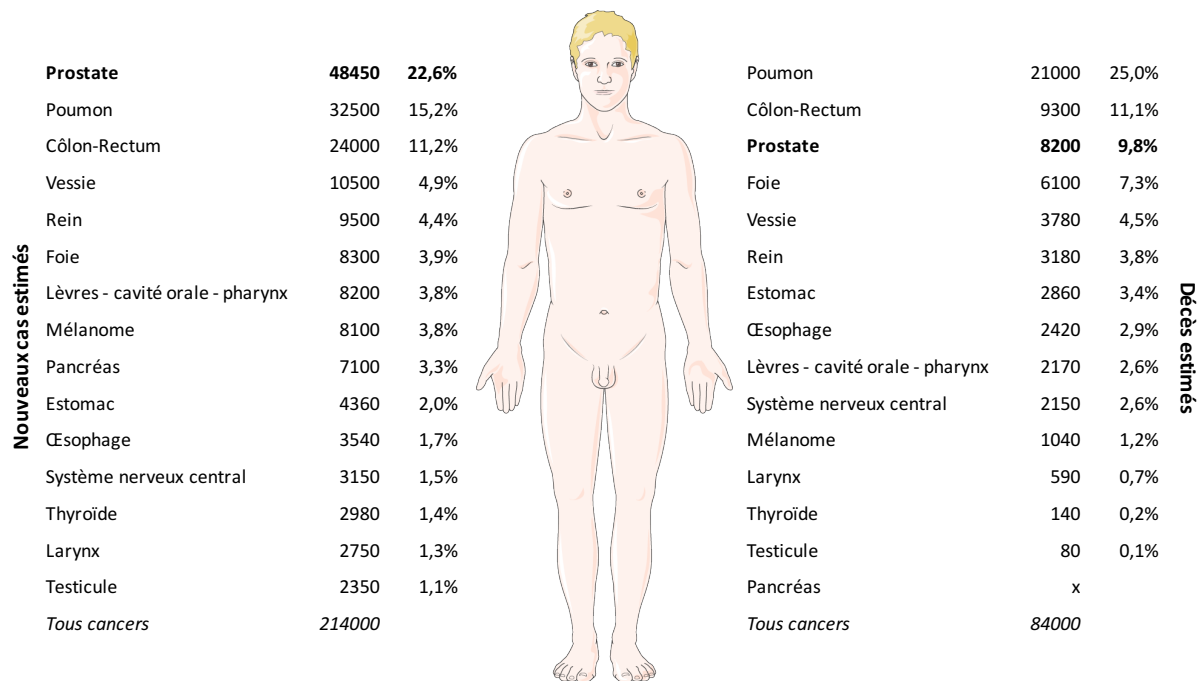 Nouveaux cas estimés
Prostate 48450 22,6%
Poumon 32500 15,2%
Côlon-Rectum 24000 11,2%
Vessie 10500 4,9%
Rein 9500 4,4%
Foie 8300 3,9%
Lèvres - cavité orale - pharynx 8200 3,8%
Mélanome 8100 3,8%
Pancréas 7100 3,3%
Estomac 4360 2,0%
Œsophage 3540 1,7%
Système nerveux central 3150 1,5%
Thyroïde 2980 1,4%
Larynx 2750 1,3%
Testicule 2350 1,1%
Tous cancers 214000
Poumon 21000 25,0%
Côlon-Rectum 9300 11,1%
Prostate 8200 9,8%
Foie 6100 7,3%
Vessie 3780 4,5%
Rein 3180 3,8%
Estomac 2860 3,4%
Œsophage 2420 2,9%
Lèvres - cavité orale - pharynx 2170 2,6%
Système nerveux central 2150 2,6%
Mélanome 1040 1,2%
Larynx 590 0,7%
Thyroïde 140 0,2%
Testicule 80 0,1%
Pancréas x
Tous cancers 84000
Décès estimés